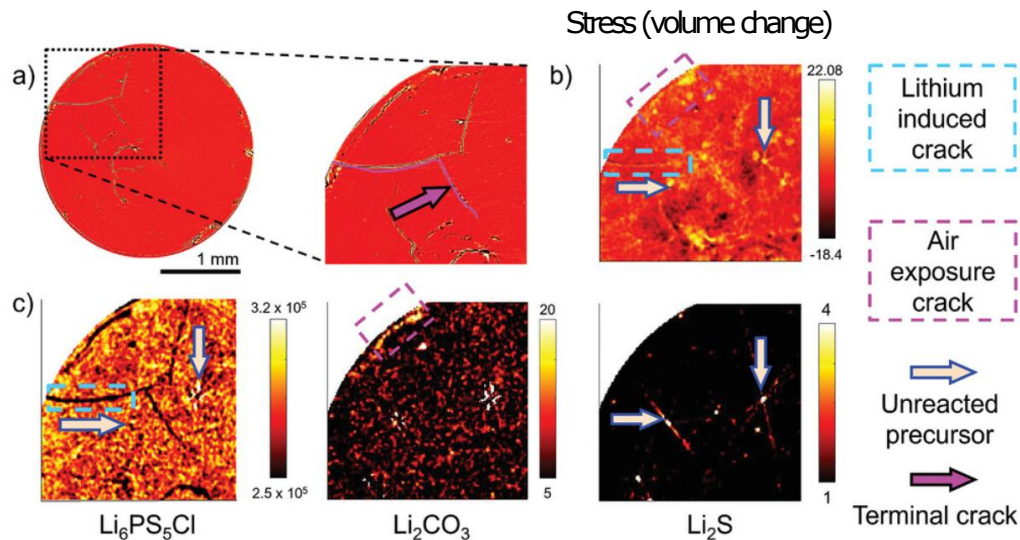 Stress (volume change)
a)
1 mm
b)
22.08
-18.4
Lithium
induced
crack
Air
exposure
crack
Unreacted
precursor
Terminal crack
c)
3.2 x 10⁵
2.5 x 10⁵
Li₆PS₅Cl
20
5
Li₂CO₃
4
1
Li₂S